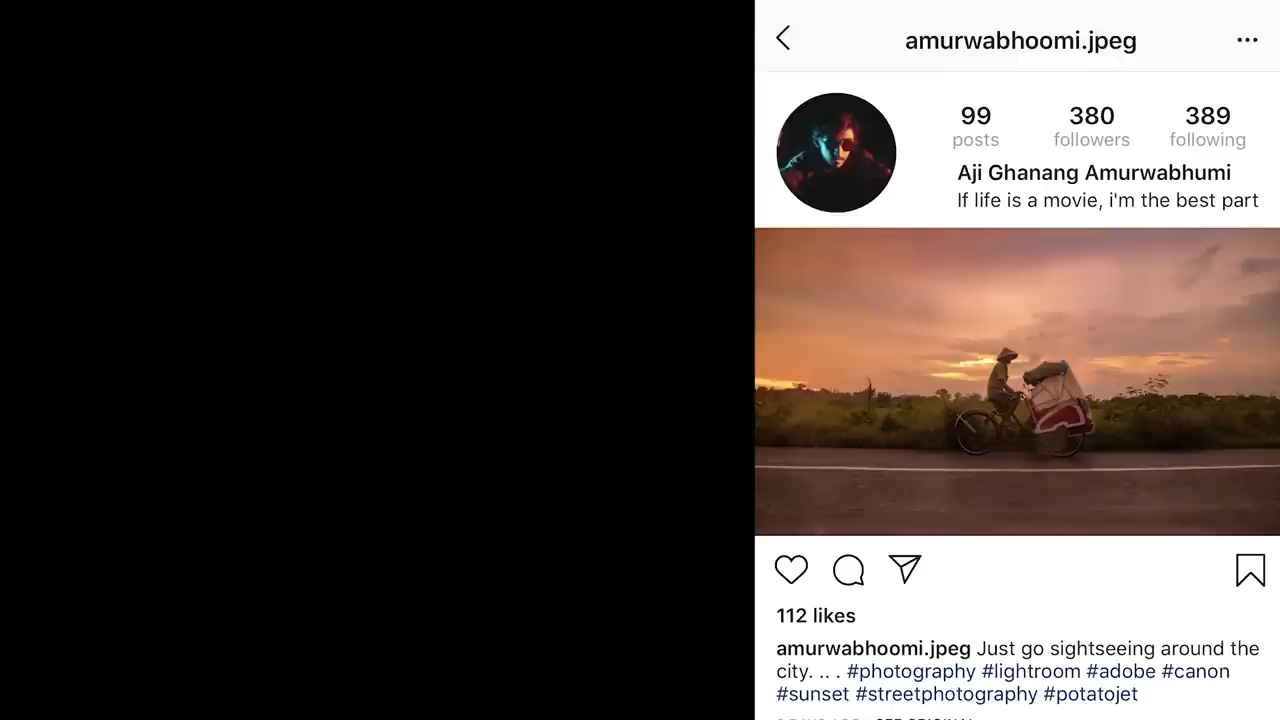 amurwabhoomi.jpeg
99 380 389
posts followers following
Aji Ghanang Amurwabhumi
If life is a movie, i'm the best part
112 likes
amurwabhoomi.jpeg Just go sightseeing around the
city. .. . #photography #lightroom #adobe #canon
#sunset #streetphotography #potatojet